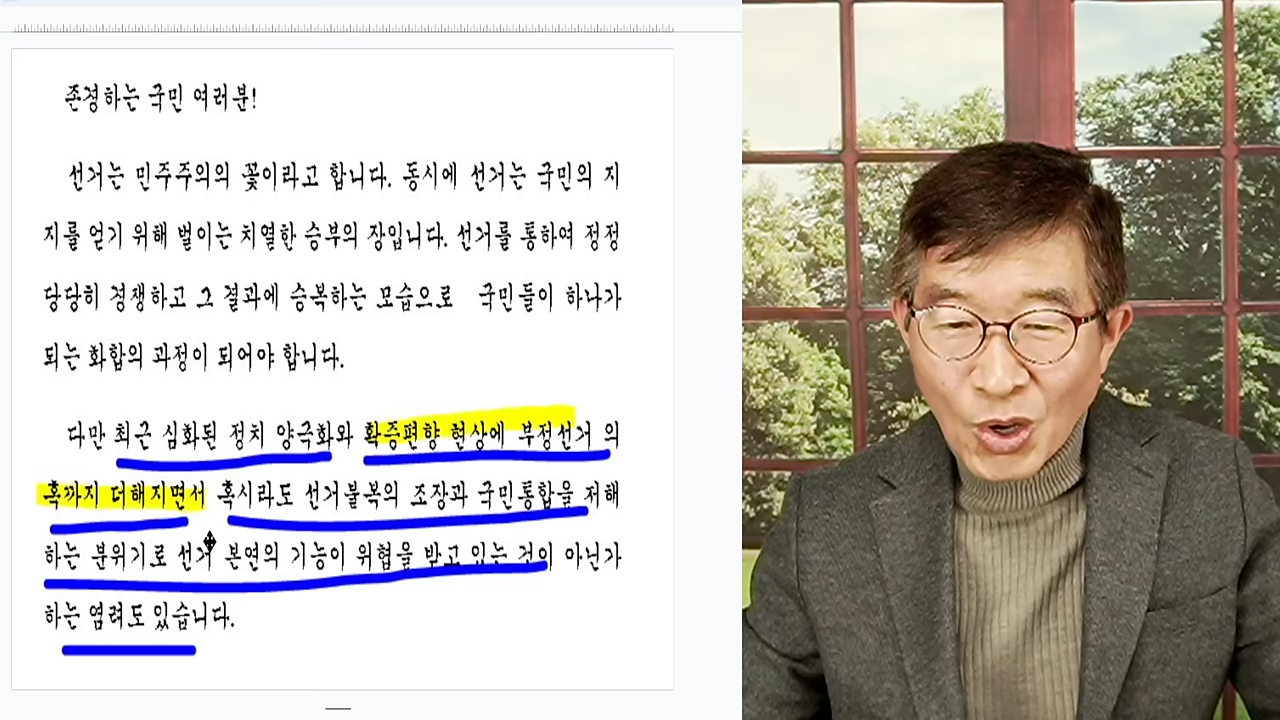 존경하는 국민 여러분!
선거는 민주주의의 꽃이라고 합니다. 동시에 선거는 국민의 지
지를 얻기 위해 벌이는 치열한 승부의 장입니다. 선거를 통하여 정정
당당히 경쟁하고 그 결과에 승복하는 모습으로 국민들이 하나가
되는 화합의 과정이 되어야 합니다.
다만 최근 심화된 정치 양극화와 확증편향 현상에 부정선거 의
혹까지 더해지면서 혹시라도 선거불복의 조장과 국민통합을 저해
하는 분위기로 선거 본연의 기능이 위협을 받고 있는 것이 아닌가
하는 염려도 있습니다.